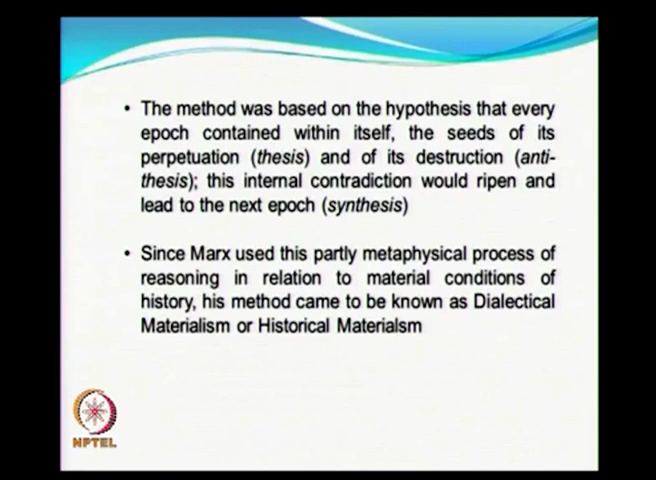 • The method was based on the hypothesis that every
epoch contained within itself, the seeds of its
perpetuation (thesis) and of its destruction (anti-
thesis); this internal contradiction would ripen and
lead to the next epoch (synthesis)
• Since Marx used this partly metaphysical process of
reasoning in relation to material conditions of
history, his method came to be known as Dialectical
Materialism or Historical Materialsm
NPTEL